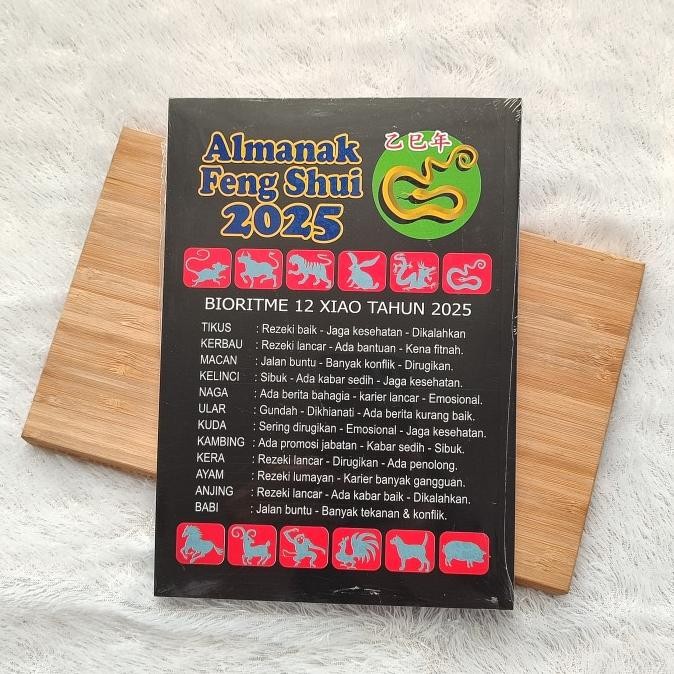 Almanak
Feng Shui
2025
乙巳年
BIORITME 12 XIAO TAHUN 2025
TIKUS : Rezeki baik - Jaga kesehatan - Dikalahkan
KERBAU : Rezeki lancar - Ada bantuan - Kena fitnah.
MACAN : Jalan buntu - Banyak konflik - Dirugikan.
KELINCI : Sibuk - Ada kabar sedih - Jaga kesehatan.
NAGA : Ada berita bahagia - karier lancar - Emosional.
ULAR : Gundah - Dikhianati - Ada berita kurang baik.
KUDA : Sering dirugikan - Emosional - Jaga kesehatan.
KAMBING : Ada promosi jabatan - Kabar sedih - Sibuk.
KERA : Rezeki lancar - Dirugikan - Ada penolong.
AYAM : Rezeki lumayan - Karier banyak gangguan.
ANJING : Rezeki lancar - Ada kabar baik - Dikalahkan.
BABI : Jalan buntu - Banyak tekanan & konflik.